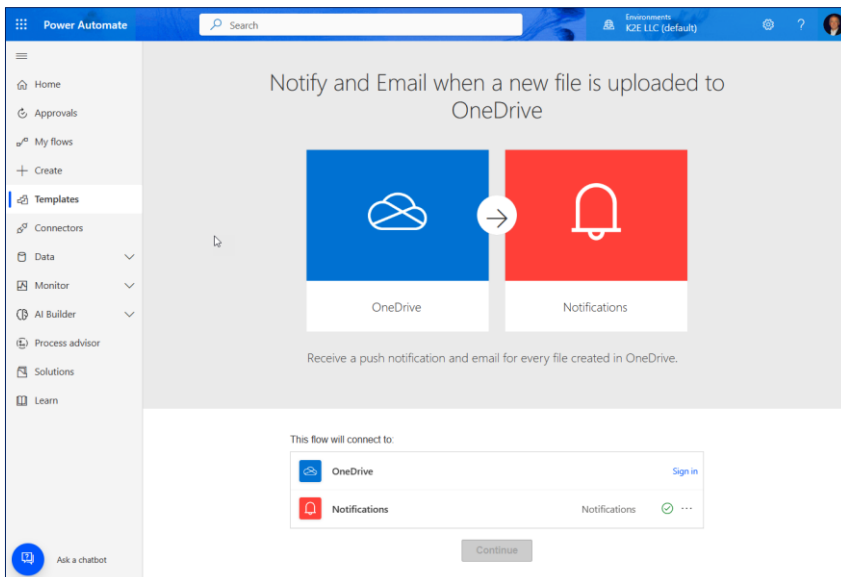 Power Automate
Search
Environments
K2E LLC (default)
?
Home
Approvals
My flows
Create
Templates
Connectors
Data
Monitor
AI Builder
Process advisor
Solutions
Learn
Ask a chatbot
Notify and Email when a new file is uploaded to
OneDrive
OneDrive
Notifications
Receive a push notification and email for every file created in OneDrive.
This flow will connect to:
OneDrive Sign in
Notifications Notifications ...
Continue